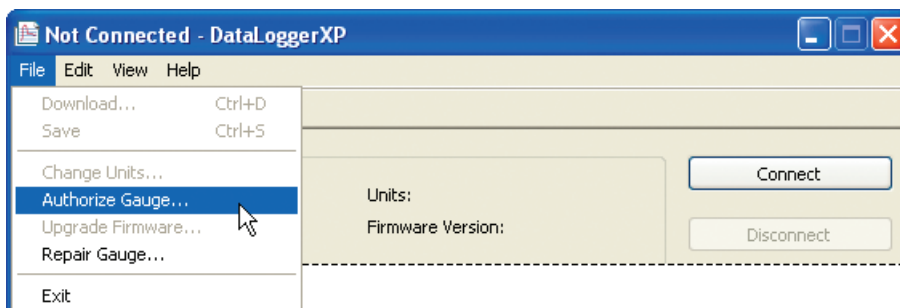 Not Connected - DataLoggerXP
File Edit View Help
Download... Ctrl+D
Save Ctrl+S
Change Units...
Authorize Gauge...
Upgrade Firmware...
Repair Gauge...
Exit
Units:
Firmware Version:
Connect
Disconnect